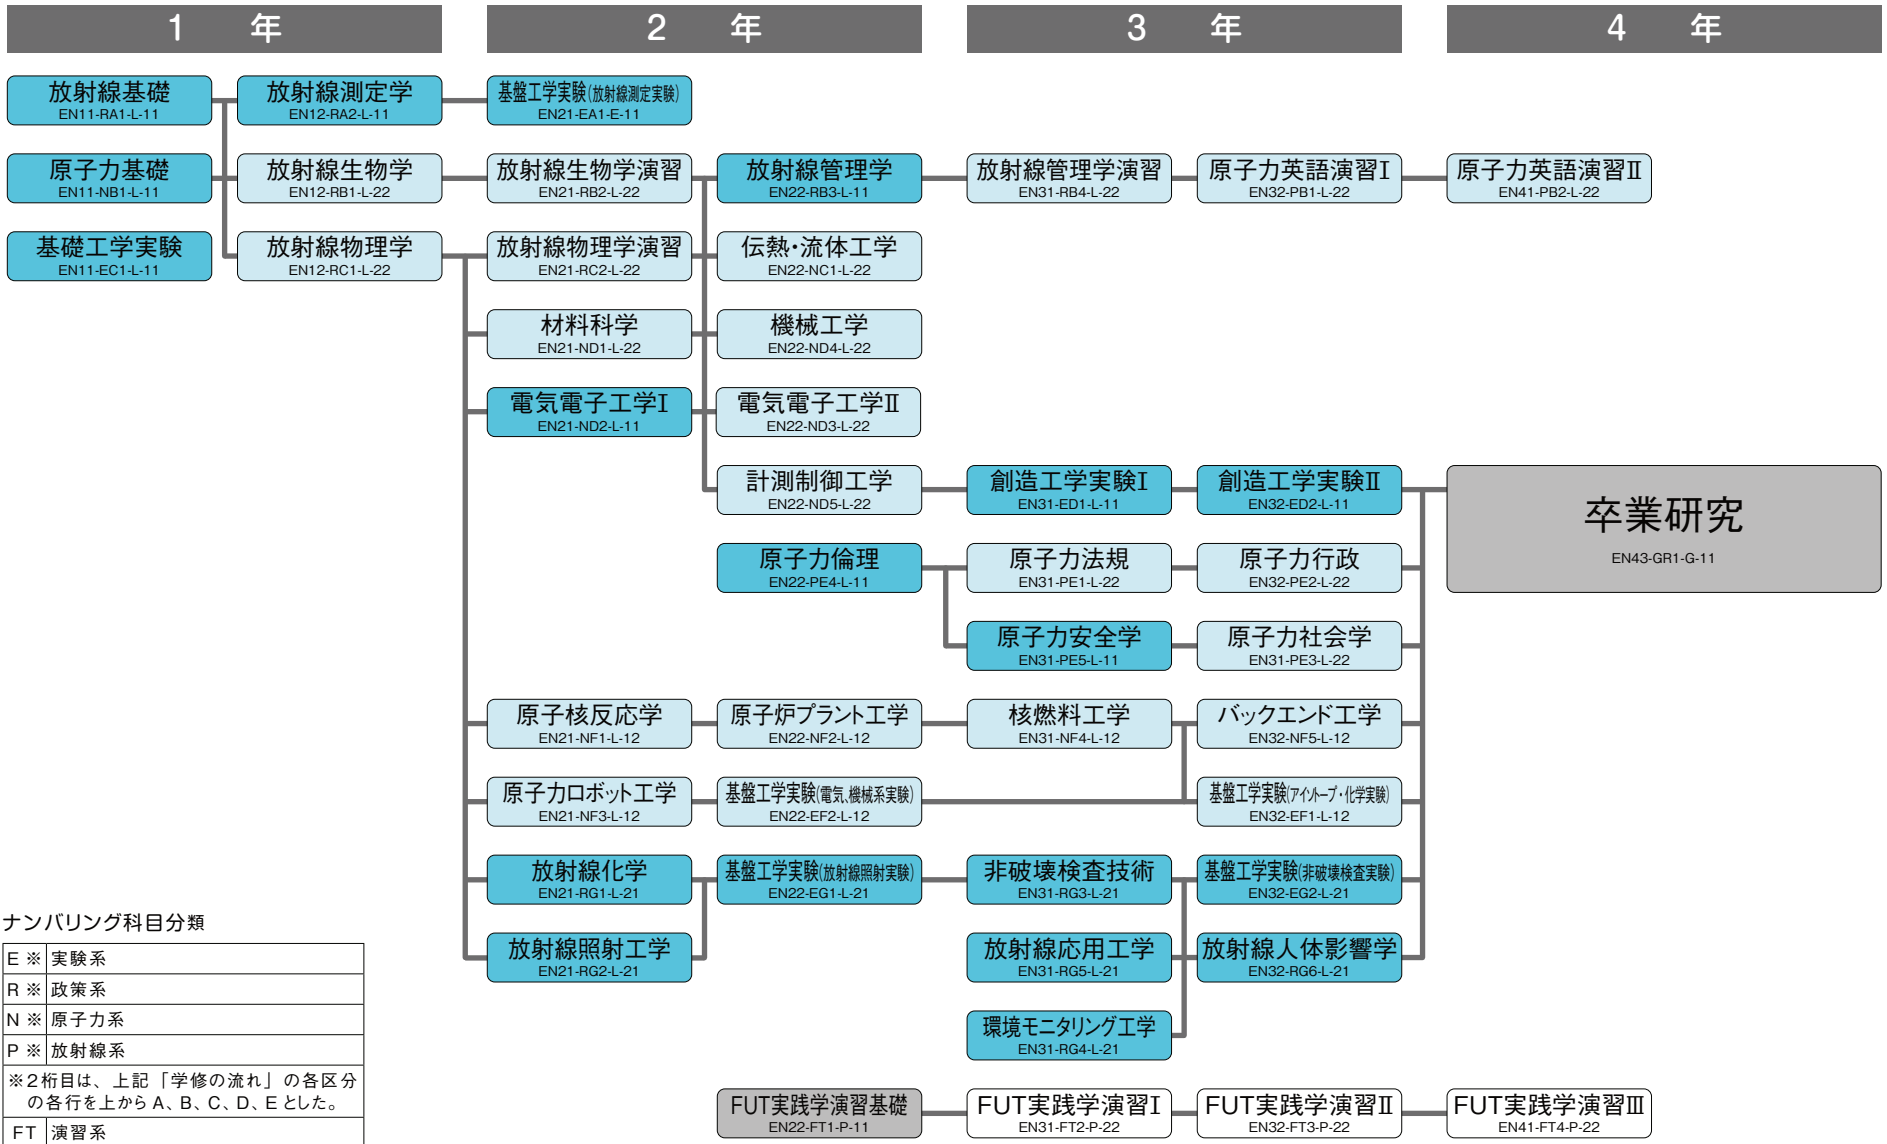 1 年
2 年
3 年
4 年
放射線基礎
EN11-RA1-L-11
放射線測定学
EN12-RA2-L-11
基盤工学実験(放射線測定実験)
EN21-EA1-E-11
原子力基礎
EN11-NB1-L-11
放射線生物学
EN12-RB1-L-22
放射線生物学演習
EN21-RB2-L-22
放射線管理学
EN22-RB3-L-11
放射線管理学演習
EN31-RB4-L-22
原子力英語演習Ⅰ
EN32-PB1-L-22
原子力英語演習Ⅱ
EN41-PB2-L-22
基礎工学実験
EN11-EC1-L-11
放射線物理学
EN12-RC1-L-22
放射線物理学演習
EN21-RC2-L-22
伝熱・流体工学
EN22-NC1-L-22
材料科学
EN21-ND1-L-22
機械工学
EN22-ND4-L-22
電気電子工学Ⅰ
EN21-ND2-L-11
電気電子工学Ⅱ
EN22-ND3-L-22
計測制御工学
EN22-ND5-L-22
創造工学実験Ⅰ
EN31-ED1-L-11
創造工学実験Ⅱ
EN32-ED2-L-11
卒業研究
EN43-GR1-G-11
原子力倫理
EN22-PE4-L-11
原子力法規
EN31-PE1-L-22
原子力行政
EN32-PE2-L-22
原子力安全学
EN31-PE5-L-11
原子力社会学
EN31-PE3-L-22
原子核反応学
EN21-NF1-L-12
原子炉プラント工学
EN22-NF2-L-12
核燃料工学
EN31-NF4-L-12
バックエンド工学
EN32-NF5-L-12
原子力ロボット工学
EN21-NF3-L-12
基盤工学実験(電気、機械系実験)
EN22-EF2-L-12
基盤工学実験(アイソトープ・化学実験)
EN32-EF1-L-12
放射線化学
EN21-RG1-L-21
基盤工学実験(放射線照射実験)
EN22-EG1-L-21
非破壊検査技術
EN31-RG3-L-21
基盤工学実験(非破壊検査実験)
EN32-EG2-L-21
放射線照射工学
EN21-RG2-L-21
放射線応用工学
EN31-RG5-L-21
放射線人体影響学
EN32-RG6-L-21
環境モニタリング工学
EN31-RG4-L-21
FUT実践学演習基礎
EN22-FT1-P-11
FUT実践学演習Ⅰ
EN31-FT2-P-22
FUT実践学演習Ⅱ
EN32-FT3-P-22
FUT実践学演習Ⅲ
EN41-FT4-P-22
ナンバリング科目分類
E ※ 実験系
R ※ 政策系
N ※ 原子力系
P ※ 放射線系
※2桁目は、上記「学修の流れ」の各区分
の各行を上から A、B、C、D、E とした。
FT 演習系